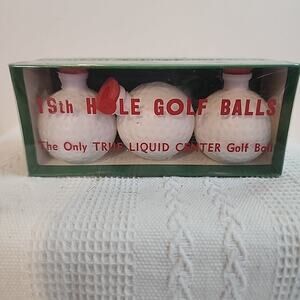 19th HOLE GOLF BALLS
The Only TRUE LIQUID CENTER Golf Ball